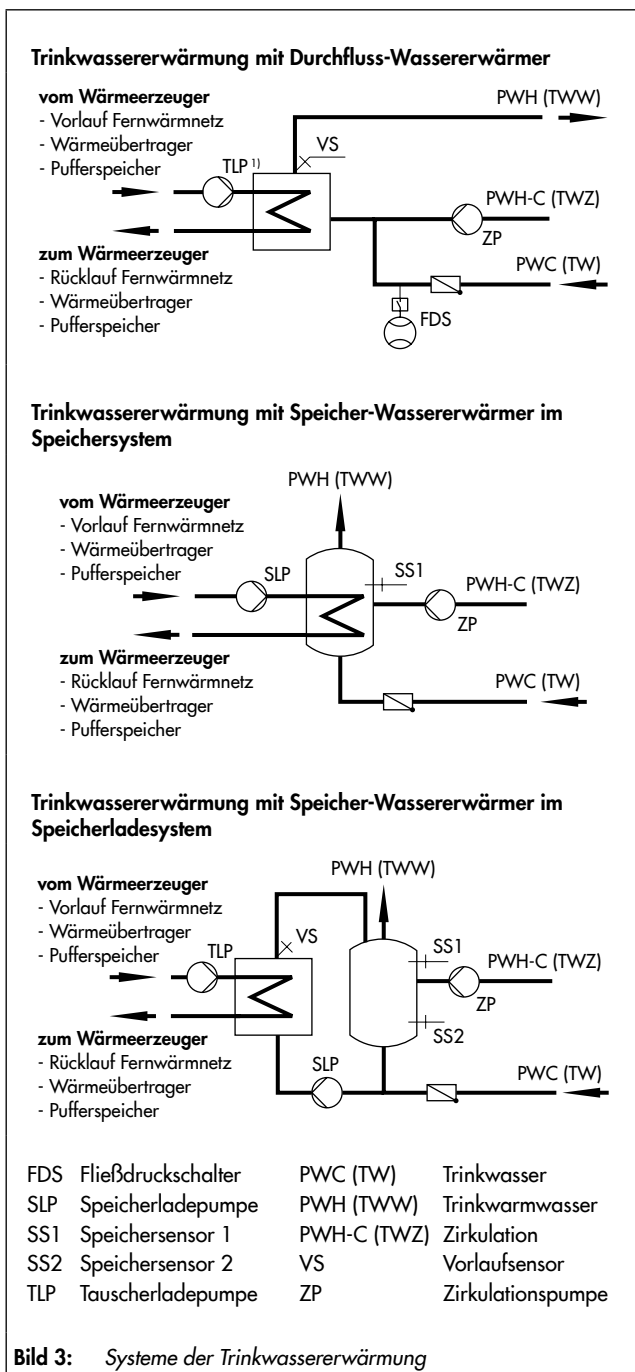 Trinkwassererwärmung mit Durchfluss-Wassererwärmer
vom Wärmeerzeuger
- Vorlauf Fernwärmnetz
- Wärmeübertrager
- Pufferspeicher
TLP 1)
VS
PWH (TWW)
PWH-C (TWZ)
ZP
PWC (TW)
FDS
zum Wärmeerzeuger
- Rücklauf Fernwärmnetz
- Wärmeübertrager
- Pufferspeicher
Trinkwassererwärmung mit Speicher-Wassererwärmer im
Speichersystem
PWH (TWW)
vom Wärmeerzeuger
- Vorlauf Fernwärmnetz
- Wärmeübertrager
- Pufferspeicher
SLP
SS1
PWH-C (TWZ)
ZP
PWC (TW)
zum Wärmeerzeuger
- Rücklauf Fernwärmnetz
- Wärmeübertrager
- Pufferspeicher
Trinkwassererwärmung mit Speicher-Wassererwärmer im
Speicherladesystem
PWH (TWW)
vom Wärmeerzeuger
- Vorlauf Fernwärmnetz
- Wärmeübertrager
- Pufferspeicher
TLP
VS
SS1
PWH-C (TWZ)
ZP
SS2
SLP
PWC (TW)
zum Wärmeerzeuger
- Rücklauf Fernwärmnetz
- Wärmeübertrager
- Pufferspeicher
FDS Fließdruckschalter PWC (TW) Trinkwasser
SLP Speicherladepumpe PWH (TWW) Trinkwarmwasser
SS1 Speichersensor 1 PWH-C (TWZ) Zirkulation
SS2 Speichersensor 2 VS Vorlaufsensor
TLP Tauscherladepumpe ZP Zirkulationspumpe
Bild 3: Systeme der Trinkwassererwärmung